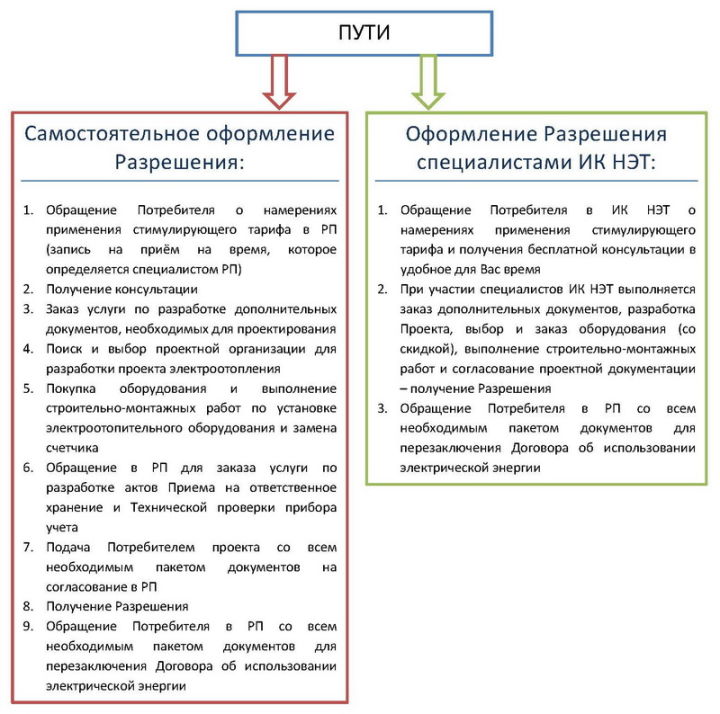 ПУТИ
Самостоятельное оформление
Разрешения:
1. Обращение Потребителя о намерениях
применения стимулирующего тарифа в РП
(запись на приём на время, которое
определяется специалистом РП)
2. Получение консультации
3. Заказ услуги по разработке дополнительных
документов, необходимых для проектирования
4. Поиск и выбор проектной организации для
разработки проекта электроотопления
5. Покупка оборудования и выполнение
строительно-монтажных работ по установке
электроотопительного оборудования и замена
счетчика
6. Обращение в РП для заказа услуги по
разработке актов Приема на ответственное
хранение и Технической проверки прибора
учета
7. Подача Потребителем проекта со всем
необходимым пакетом документов на
согласование в РП
8. Получение Разрешения
9. Обращение Потребителя в РП со всем
необходимым пакетом документов для
перезаключения Договора об использовании
электрической энергии
Оформление Разрешения
специалистами ИК НЭТ:
1. Обращение Потребителя в ИК НЭТ о
намерениях применения стимулирующего
тарифа и получения бесплатной консультации в
удобное для Вас время
2. При участии специалистов ИК НЭТ выполняется
заказ дополнительных документов, разработка
Проекта, выбор и заказ оборудования (со
скидкой), выполнение строительно-монтажных
работ и согласование проектной документации
– получение Разрешения
3. Обращение Потребителя в РП со всем
необходимым пакетом документов для
перезаключения Договора об использовании
электрической энергии